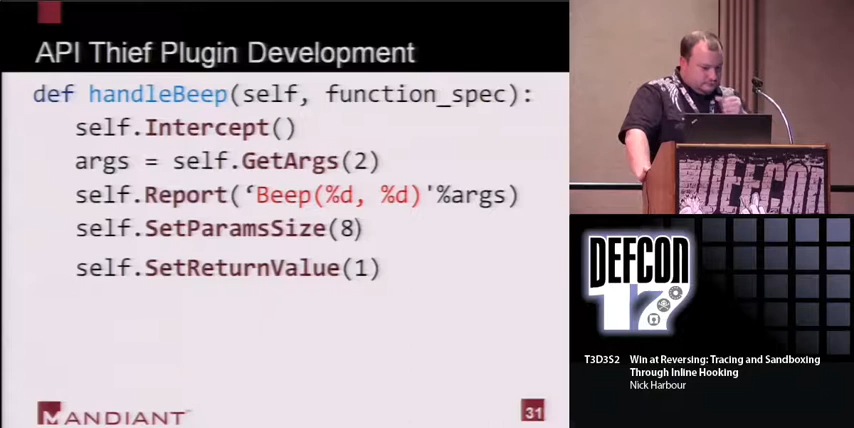 API Thief Plugin Development
def handleBeep(self, function_spec):
self.Intercept()
args = self.GetArgs(2)
self.Report(‘Beep(%d, %d)'%args)
self.SetParamsSize(8)
self.SetReturnValue(1)
MANDIANT
31
DEFCON
DEFCON
17
T3D3S2 Win at Reversing: Tracing and Sandboxing
Through Inline Hooking
Nick Harbour